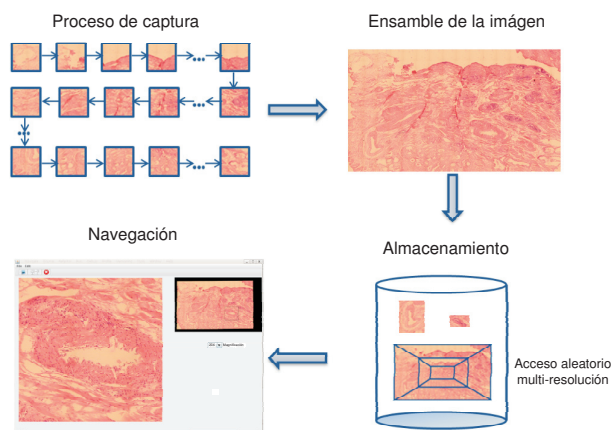 Proceso de captura
Ensamble de la imágen
Navegación
Almacenamiento
Acceso aleatorio
multi-resolución